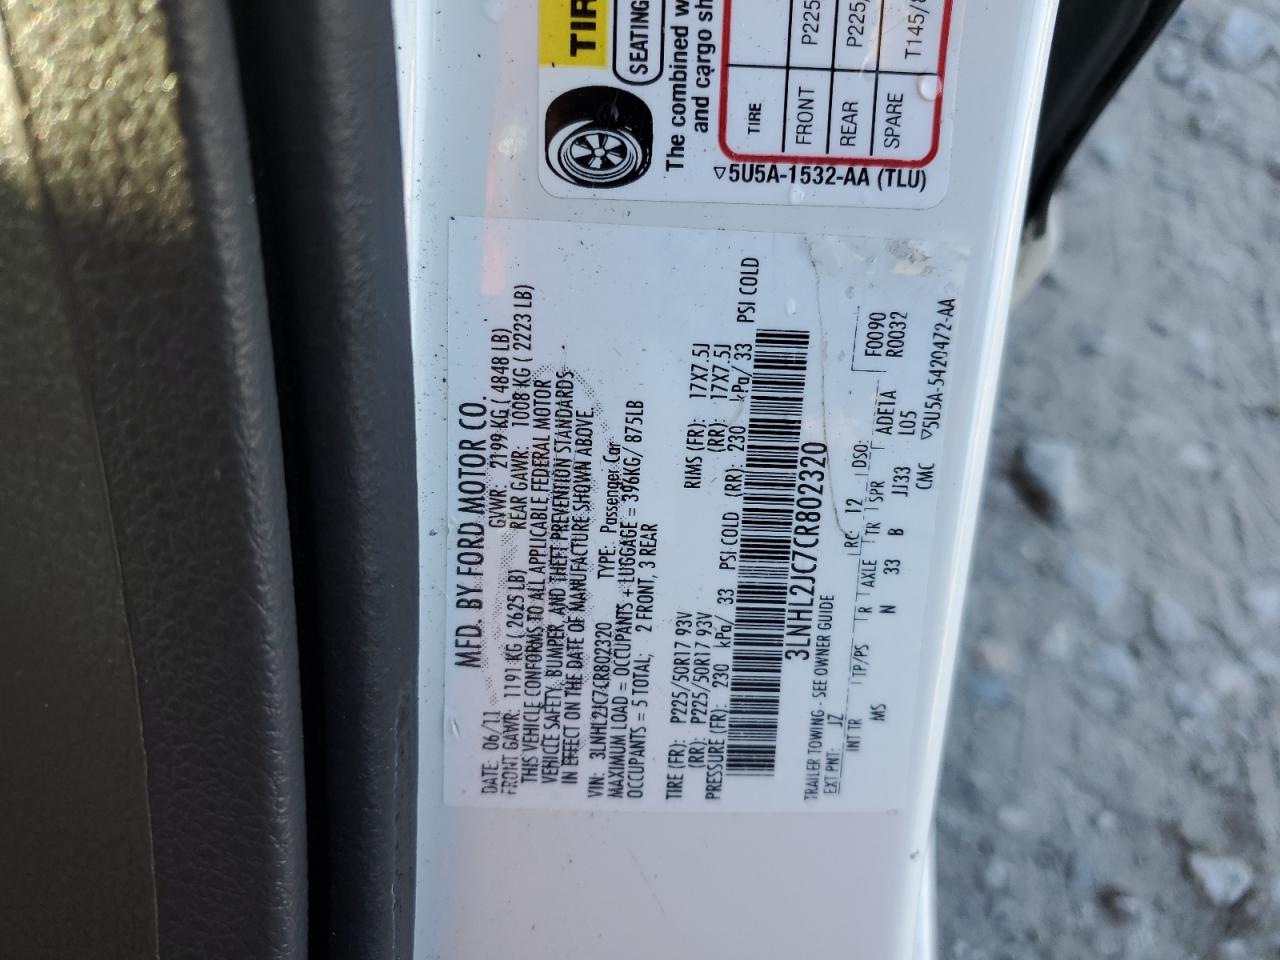 TIR
SEATING
The combined w
and cargo sh
TIRE
FRONT P225
REAR P225
SPARE T145/
▽5U5A-1532-AA (TLU)
MFD. BY FORD MOTOR CO.
DATE: 06/11 GVWR: 2199 KG ( 4848 LB)
FRONT GAWR: 1191 KG ( 2625 LB) REAR GAWR: 1008 KG ( 2223 LB)
THIS VEHICLE CONFORMS TO ALL APPLICABLE FEDERAL MOTOR
VEHICLE SAFETY, BUMPER, AND THEFT PREVENTION STANDARDS
IN EFFECT ON THE DATE OF MANUFACTURE SHOWN ABOVE.
VIN: 3LNHL2JC7CR802320 TYPE: Passenger Car
MAXIMUM LOAD = OCCUPANTS + LUGGAGE = 396KG/ 875LB
OCCUPANTS = 5 TOTAL; 2 FRONT, 3 REAR
TIRE (FR): P225/50R17 93V RIMS (FR): 17X7.5J
(RR): P225/50R17 93V (RR): 17X7.5J
PRESSURE (FR): 230 kPa/ 33 PSI COLD (RR): 230 kPa/ 33 PSI COLD
3LNHL2JC7CR802320
TRAILER TOWING - SEE OWNER GUIDE
EXT PNT: JZ RC: 12 DSO: F0090
INT TR TP/PS R AXLE TR SPR ADE1A R0032
MS N 33 B JJ33 L05
CMC ▽5U5A-5420472-AA